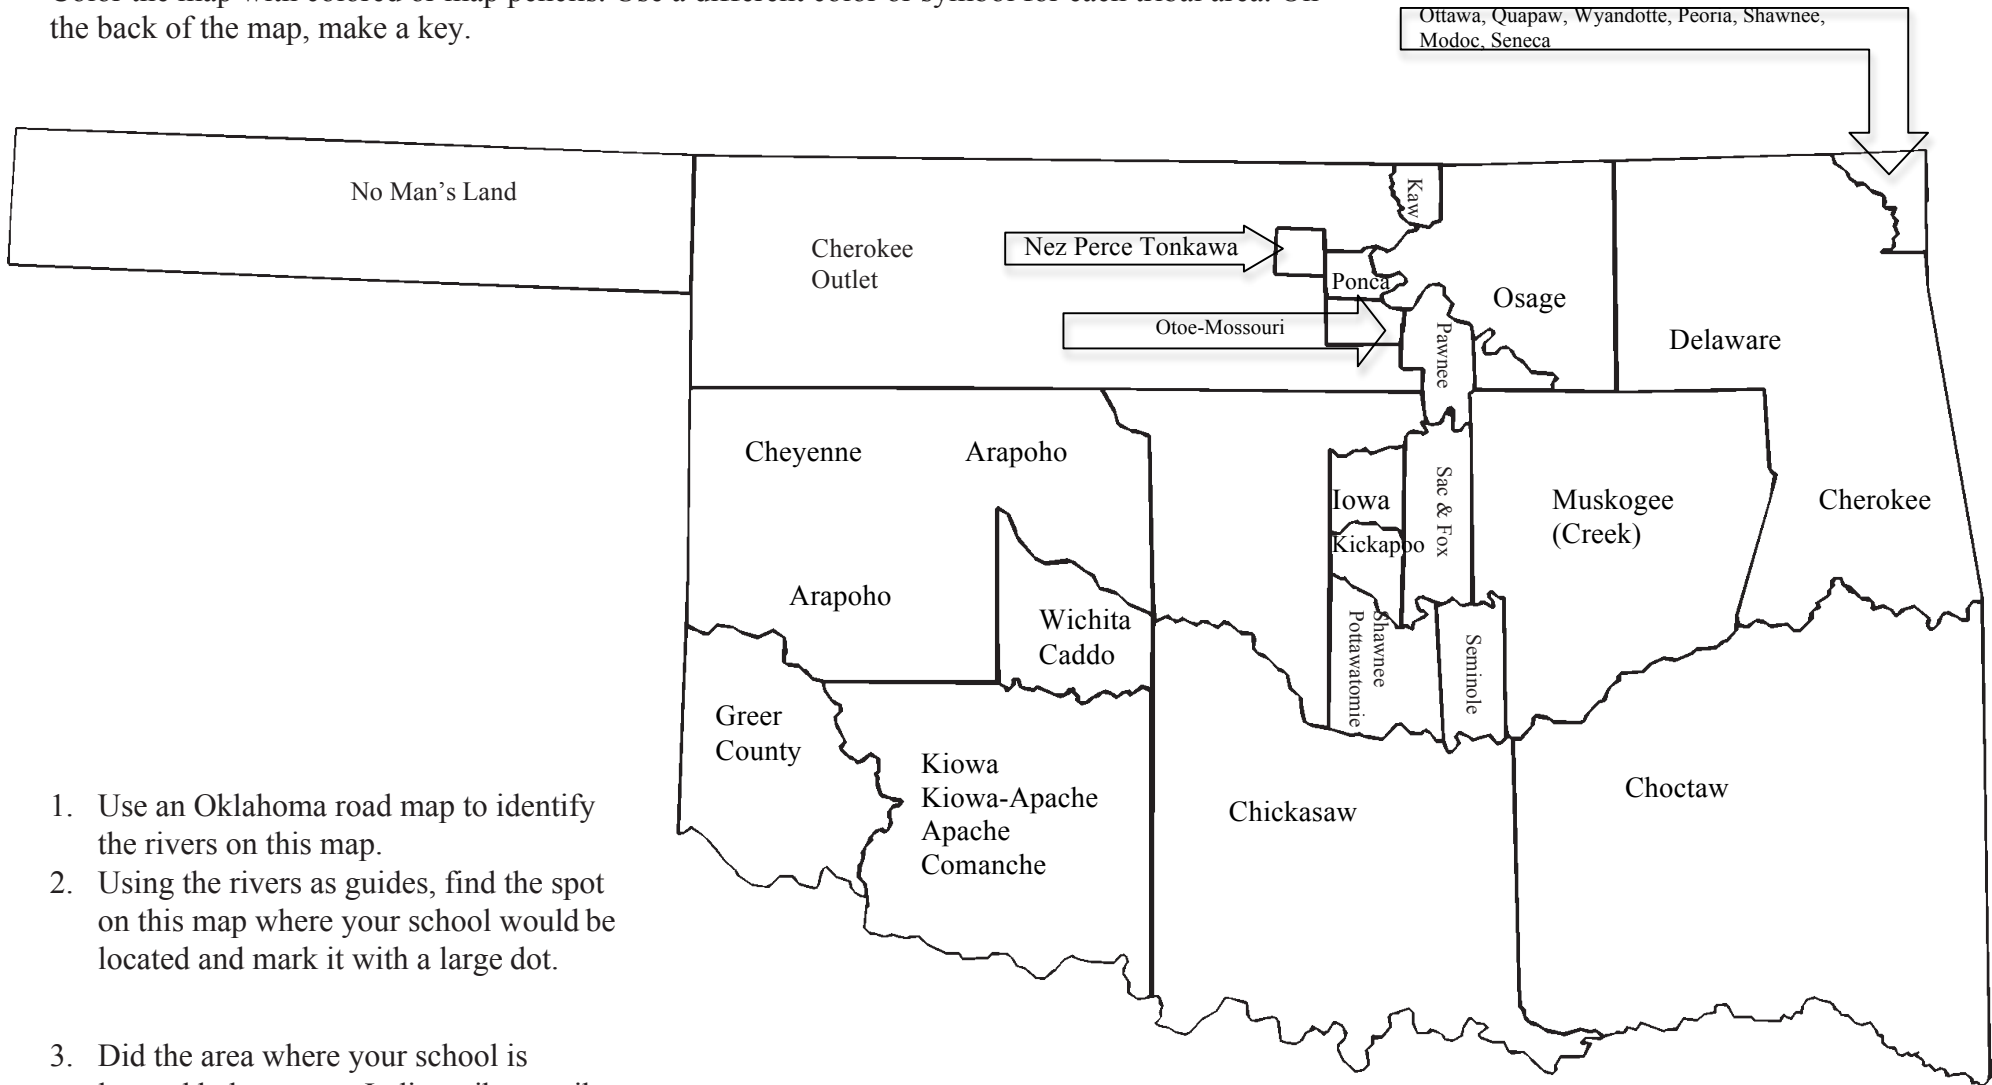 the back of the map, make a key.
Ottawa, Quapaw, Wyandotte, Peoria, Shawnee,
Modoc, Seneca
No Man’s Land
Kaw
Cherokee
Outlet
Nez Perce Tonkawa
Ponca
Osage
Otoe-Mossouri
Pawnee
Delaware
Cheyenne
Arapoho
Iowa
Sac & Fox
Muskogee
(Creek)
Cherokee
Kickapoo
Arapoho
Wichita
Caddo
Shawnee
Pottawatomie
Seminole
Greer
County
Kiowa
Kiowa-Apache
Apache
Comanche
Chickasaw
Choctaw
1. Use an Oklahoma road map to identify
the rivers on this map.
2. Using the rivers as guides, find the spot
on this map where your school would be
located and mark it with a large dot.
3. Did the area where your school is